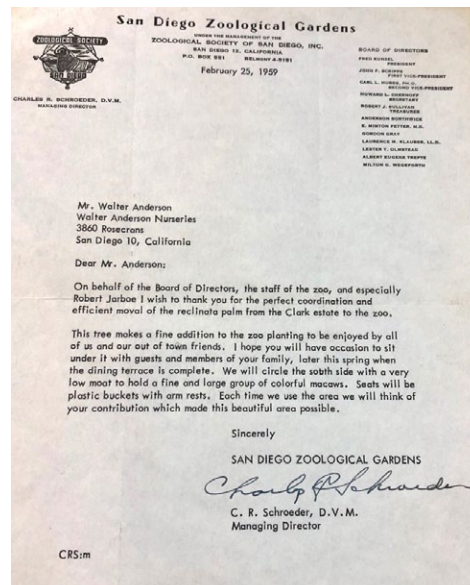 San Diego Zoological Gardens
UNDER THE MANAGEMENT OF THE
ZOOLOGICAL SOCIETY OF SAN DIEGO, INC.
SAN DIEGO 12, CALIFORNIA
P.O. BOX 551 BELMONT 4-5151
February 25, 1959
ZOOLOGICAL SOCIETY
SAN DIEGO
CHARLES R. SCHROEDER, D.V.M.
MANAGING DIRECTOR
BOARD OF DIRECTORS
FRED KUNZEL
PRESIDENT
JOHN P. SCRIPPS
FIRST VICE-PRESIDENT
CARL L. HUBBS, PH.D.
SECOND VICE-PRESIDENT
HOWARD L. CHERNOFF
SECRETARY
ROBERT J. SULLIVAN
TREASURER
ANDERSON BORTHWICK
E. MINTON FETTER, M.D.
GORDON GRAY
LAURENCE M. KLAUBER, LL.D.
LESTER T. OLMSTEAD
ALBERT EUGENE TREPTE
MILTON G. WEGEFORTH
Mr. Walter Anderson
Walter Anderson Nurseries
3860 Rosecrans
San Diego 10, California
Dear Mr. Anderson:
On behalf of the Board of Directors, the staff of the zoo, and especially
Robert Jarboe I wish to thank you for the perfect coordination and
efficient moval of the reclinata palm from the Clark estate to the zoo.
This tree makes a fine addition to the zoo planting to be enjoyed by all
of us and our out of town friends. I hope you will have occasion to sit
under it with guests and members of your family, later this spring when
the dining terrace is complete. We will circle the south side with a very
low moat to hold a fine and large group of colorful macaws. Seats will be
plastic buckets with arm rests. Each time we use the area we will think of
your contribution which made this beautiful area possible.
Sincerely
SAN DIEGO ZOOLOGICAL GARDENS
Charles R Schroeder
C. R. Schroeder, D.V.M.
Managing Director
CRS:m